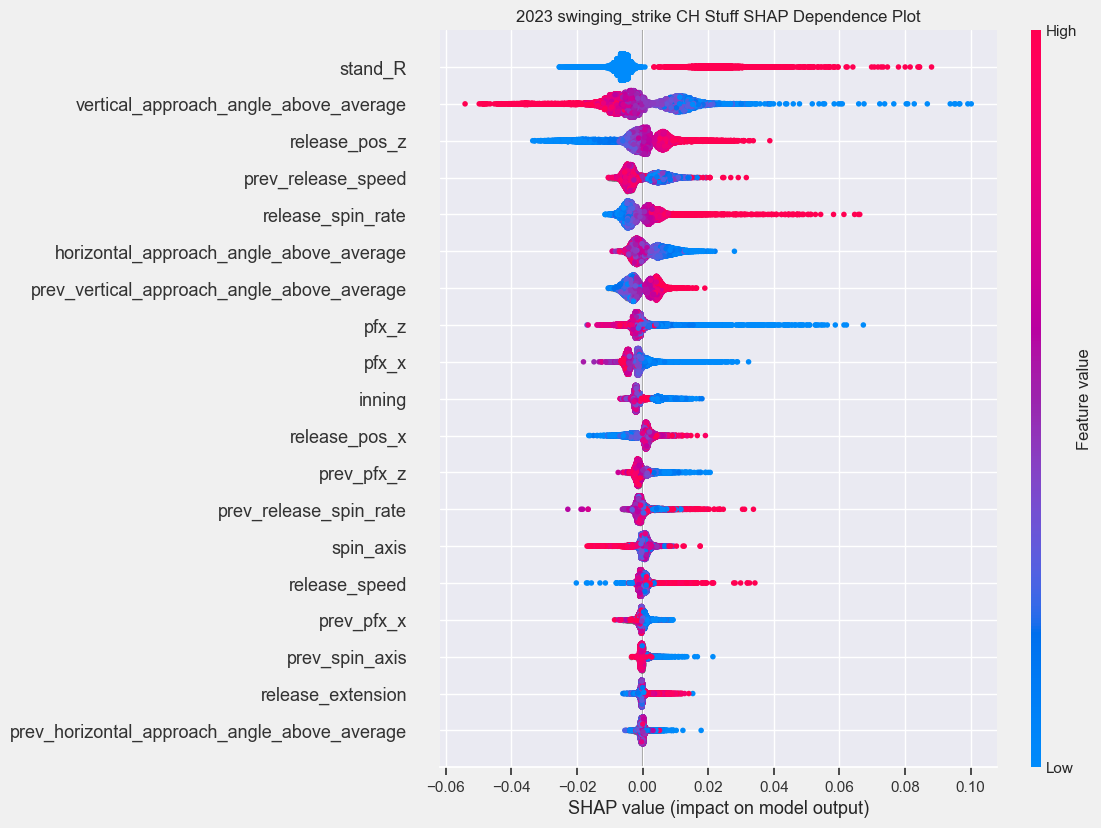 2023 swinging_strike CH Stuff SHAP Dependence Plot
High
stand_R
vertical_approach_angle_above_average
release_pos_z
prev_release_speed
release_spin_rate
horizontal_approach_angle_above_average
prev_vertical_approach_angle_above_average
pfx_z
pfx_x
inning
release_pos_x
prev_pfx_z
prev_release_spin_rate
spin_axis
release_speed
prev_pfx_x
prev_spin_axis
release_extension
prev_horizontal_approach_angle_above_average
Feature value
Low
−0.06 −0.04 −0.02 0.00 0.02 0.04 0.06 0.08 0.10
SHAP value (impact on model output)